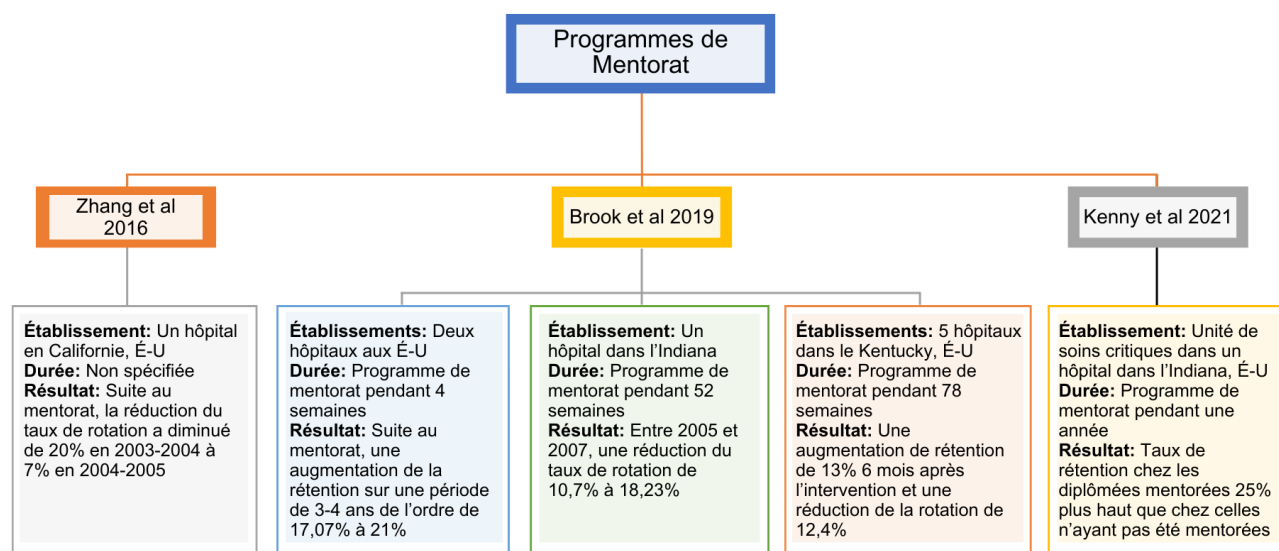 Programmes de
Mentorat
Zhang et al
2016
Brook et al 2019
Kenny et al 2021
Établissement: Un hôpital
en Californie, É-U
Durée: Non spécifiée
Résultat: Suite au
mentorat, la réduction du
taux de rotation a diminué
de 20% en 2003-2004 à
7% en 2004-2005
Établissements: Deux
hôpitaux aux É-U
Durée: Programme de
mentorat pendant 4
semaines
Résultat: Suite au
mentorat, une
augmentation de la
rétention sur une période
de 3-4 ans de l'ordre de
17,07% à 21%
Établissement: Un
hôpital dans l'Indiana
Durée: Programme de
mentorat pendant 52
semaines
Résultat: Entre 2005 et
2007, une réduction du
taux de rotation de
10,7% à 18,23%
Établissements: 5 hôpitaux
dans le Kentucky, É-U
Durée: Programme de
mentorat pendant 78
semaines
Résultat: Une
augmentation de rétention
de 13% 6 mois après
l'intervention et une
réduction de la rotation de
12,4%
Établissement: Unité de
soins critiques dans un
hôpital dans l'Indiana, É-U
Durée: Programme de
mentorat pendant une
année
Résultat: Taux de
rétention chez les
diplômées mentorées 25%
plus haut que chez celles
n'ayant pas été mentorées